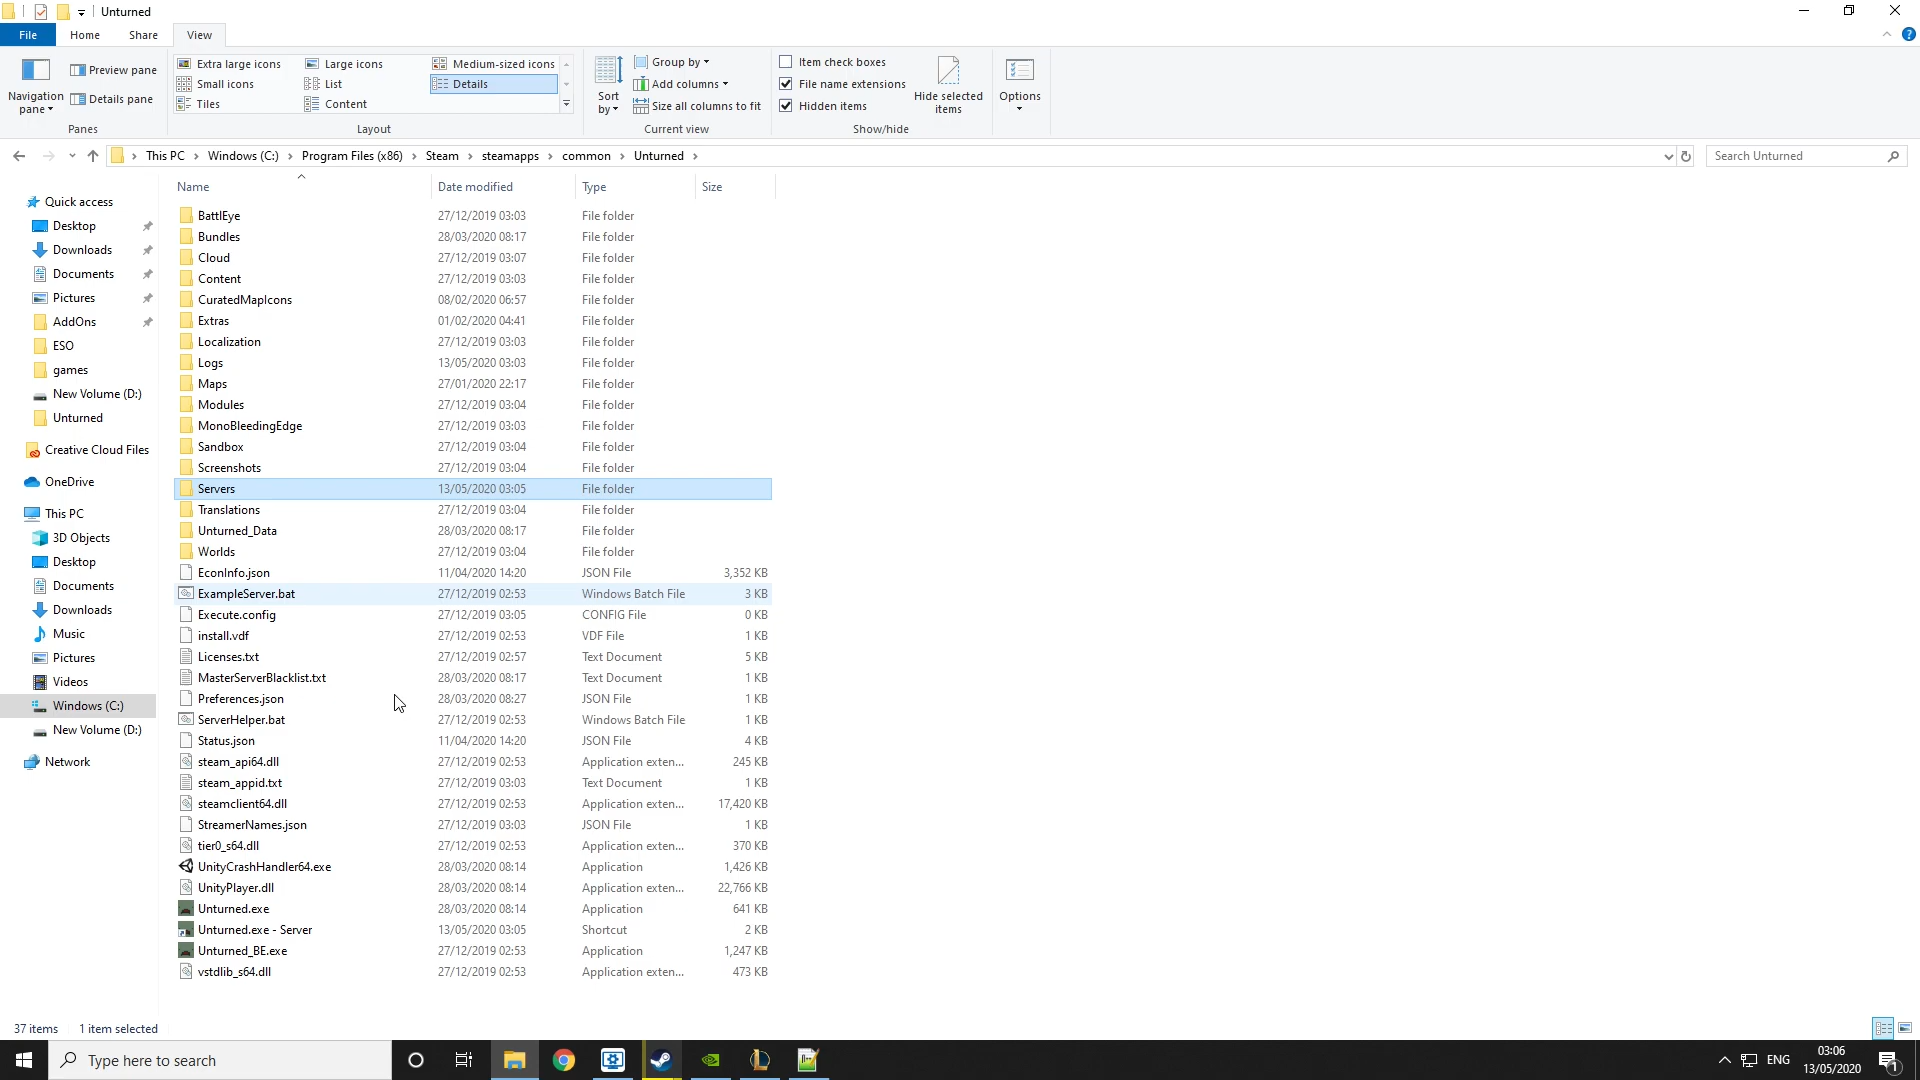 Unturned
File
Home
Share
View
Navigation pane
Preview pane
Details pane
Panes
Extra large icons
Large icons
Medium-sized icons
Small icons
List
Details
Tiles
Content
Layout
Sort by
Group by
Add columns
Size all columns to fit
Current view
Item check boxes
File name extensions
Hidden items
Hide selected items
Show/hide
Options
This PC > Windows (C:) > Program Files (x86) > Steam > steamapps > common > Unturned >
Search Unturned
Quick access
Desktop
Downloads
Documents
Pictures
AddOns
ESO
games
New Volume (D:)
Unturned
Creative Cloud Files
OneDrive
This PC
3D Objects
Desktop
Documents
Downloads
Music
Pictures
Videos
Windows (C:)
New Volume (D:)
Network
Name Date modified Type Size
BattlEye 27/12/2019 03:03 File folder
Bundles 28/03/2020 08:17 File folder
Cloud 27/12/2019 03:07 File folder
Content 27/12/2019 03:03 File folder
CuratedMapIcons 08/02/2020 06:57 File folder
Extras 01/02/2020 04:41 File folder
Localization 27/12/2019 03:03 File folder
Logs 13/05/2020 03:03 File folder
Maps 27/01/2020 22:17 File folder
Modules 27/12/2019 03:04 File folder
MonoBleedingEdge 27/12/2019 03:03 File folder
Sandbox 27/12/2019 03:04 File folder
Screenshots 27/12/2019 03:04 File folder
Servers 13/05/2020 03:05 File folder
Translations 27/12/2019 03:04 File folder
Unturned_Data 28/03/2020 08:17 File folder
Worlds 27/12/2019 03:04 File folder
EconInfo.json 11/04/2020 14:20 JSON File 3,352 KB
ExampleServer.bat 27/12/2019 02:53 Windows Batch File 3 KB
Execute.config 27/12/2019 03:05 CONFIG File 0 KB
install.vdf 27/12/2019 02:53 VDF File 1 KB
Licenses.txt 27/12/2019 02:57 Text Document 5 KB
MasterServerBlacklist.txt 28/03/2020 08:17 Text Document 1 KB
Preferences.json 28/03/2020 08:27 JSON File 1 KB
ServerHelper.bat 27/12/2019 02:53 Windows Batch File 1 KB
Status.json 11/04/2020 14:20 JSON File 4 KB
steam_api64.dll 27/12/2019 02:53 Application exten... 245 KB
steam_appid.txt 27/12/2019 03:03 Text Document 1 KB
steamclient64.dll 27/12/2019 02:53 Application exten... 17,420 KB
StreamerNames.json 27/12/2019 03:03 JSON File 1 KB
tier0_s64.dll 27/12/2019 02:53 Application exten... 370 KB
UnityCrashHandler64.exe 28/03/2020 08:14 Application 1,426 KB
UnityPlayer.dll 28/03/2020 08:14 Application exten... 22,766 KB
Unturned.exe 28/03/2020 08:14 Application 641 KB
Unturned.exe - Server 13/05/2020 03:05 Shortcut 2 KB
Unturned_BE.exe 27/12/2019 02:53 Application 1,247 KB
vstdlib_s64.dll 27/12/2019 02:53 Application exten... 473 KB
37 items 1 item selected
Type here to search
ENG
03:06
13/05/2020
1